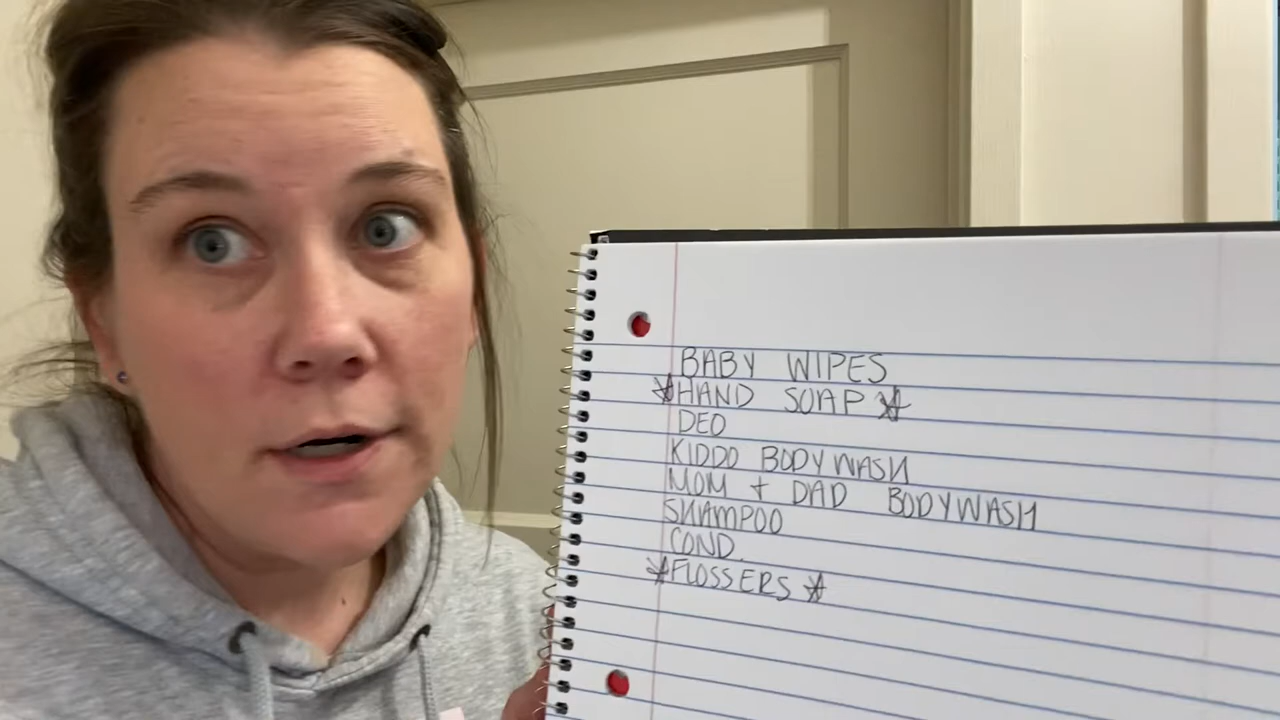 BABY WIPES
☆HAND SOAP☆
DEO
KIDDO BODYWASH
MOM + DAD BODYWASH
SHAMPOO
COND.
☆FLOSSERS☆